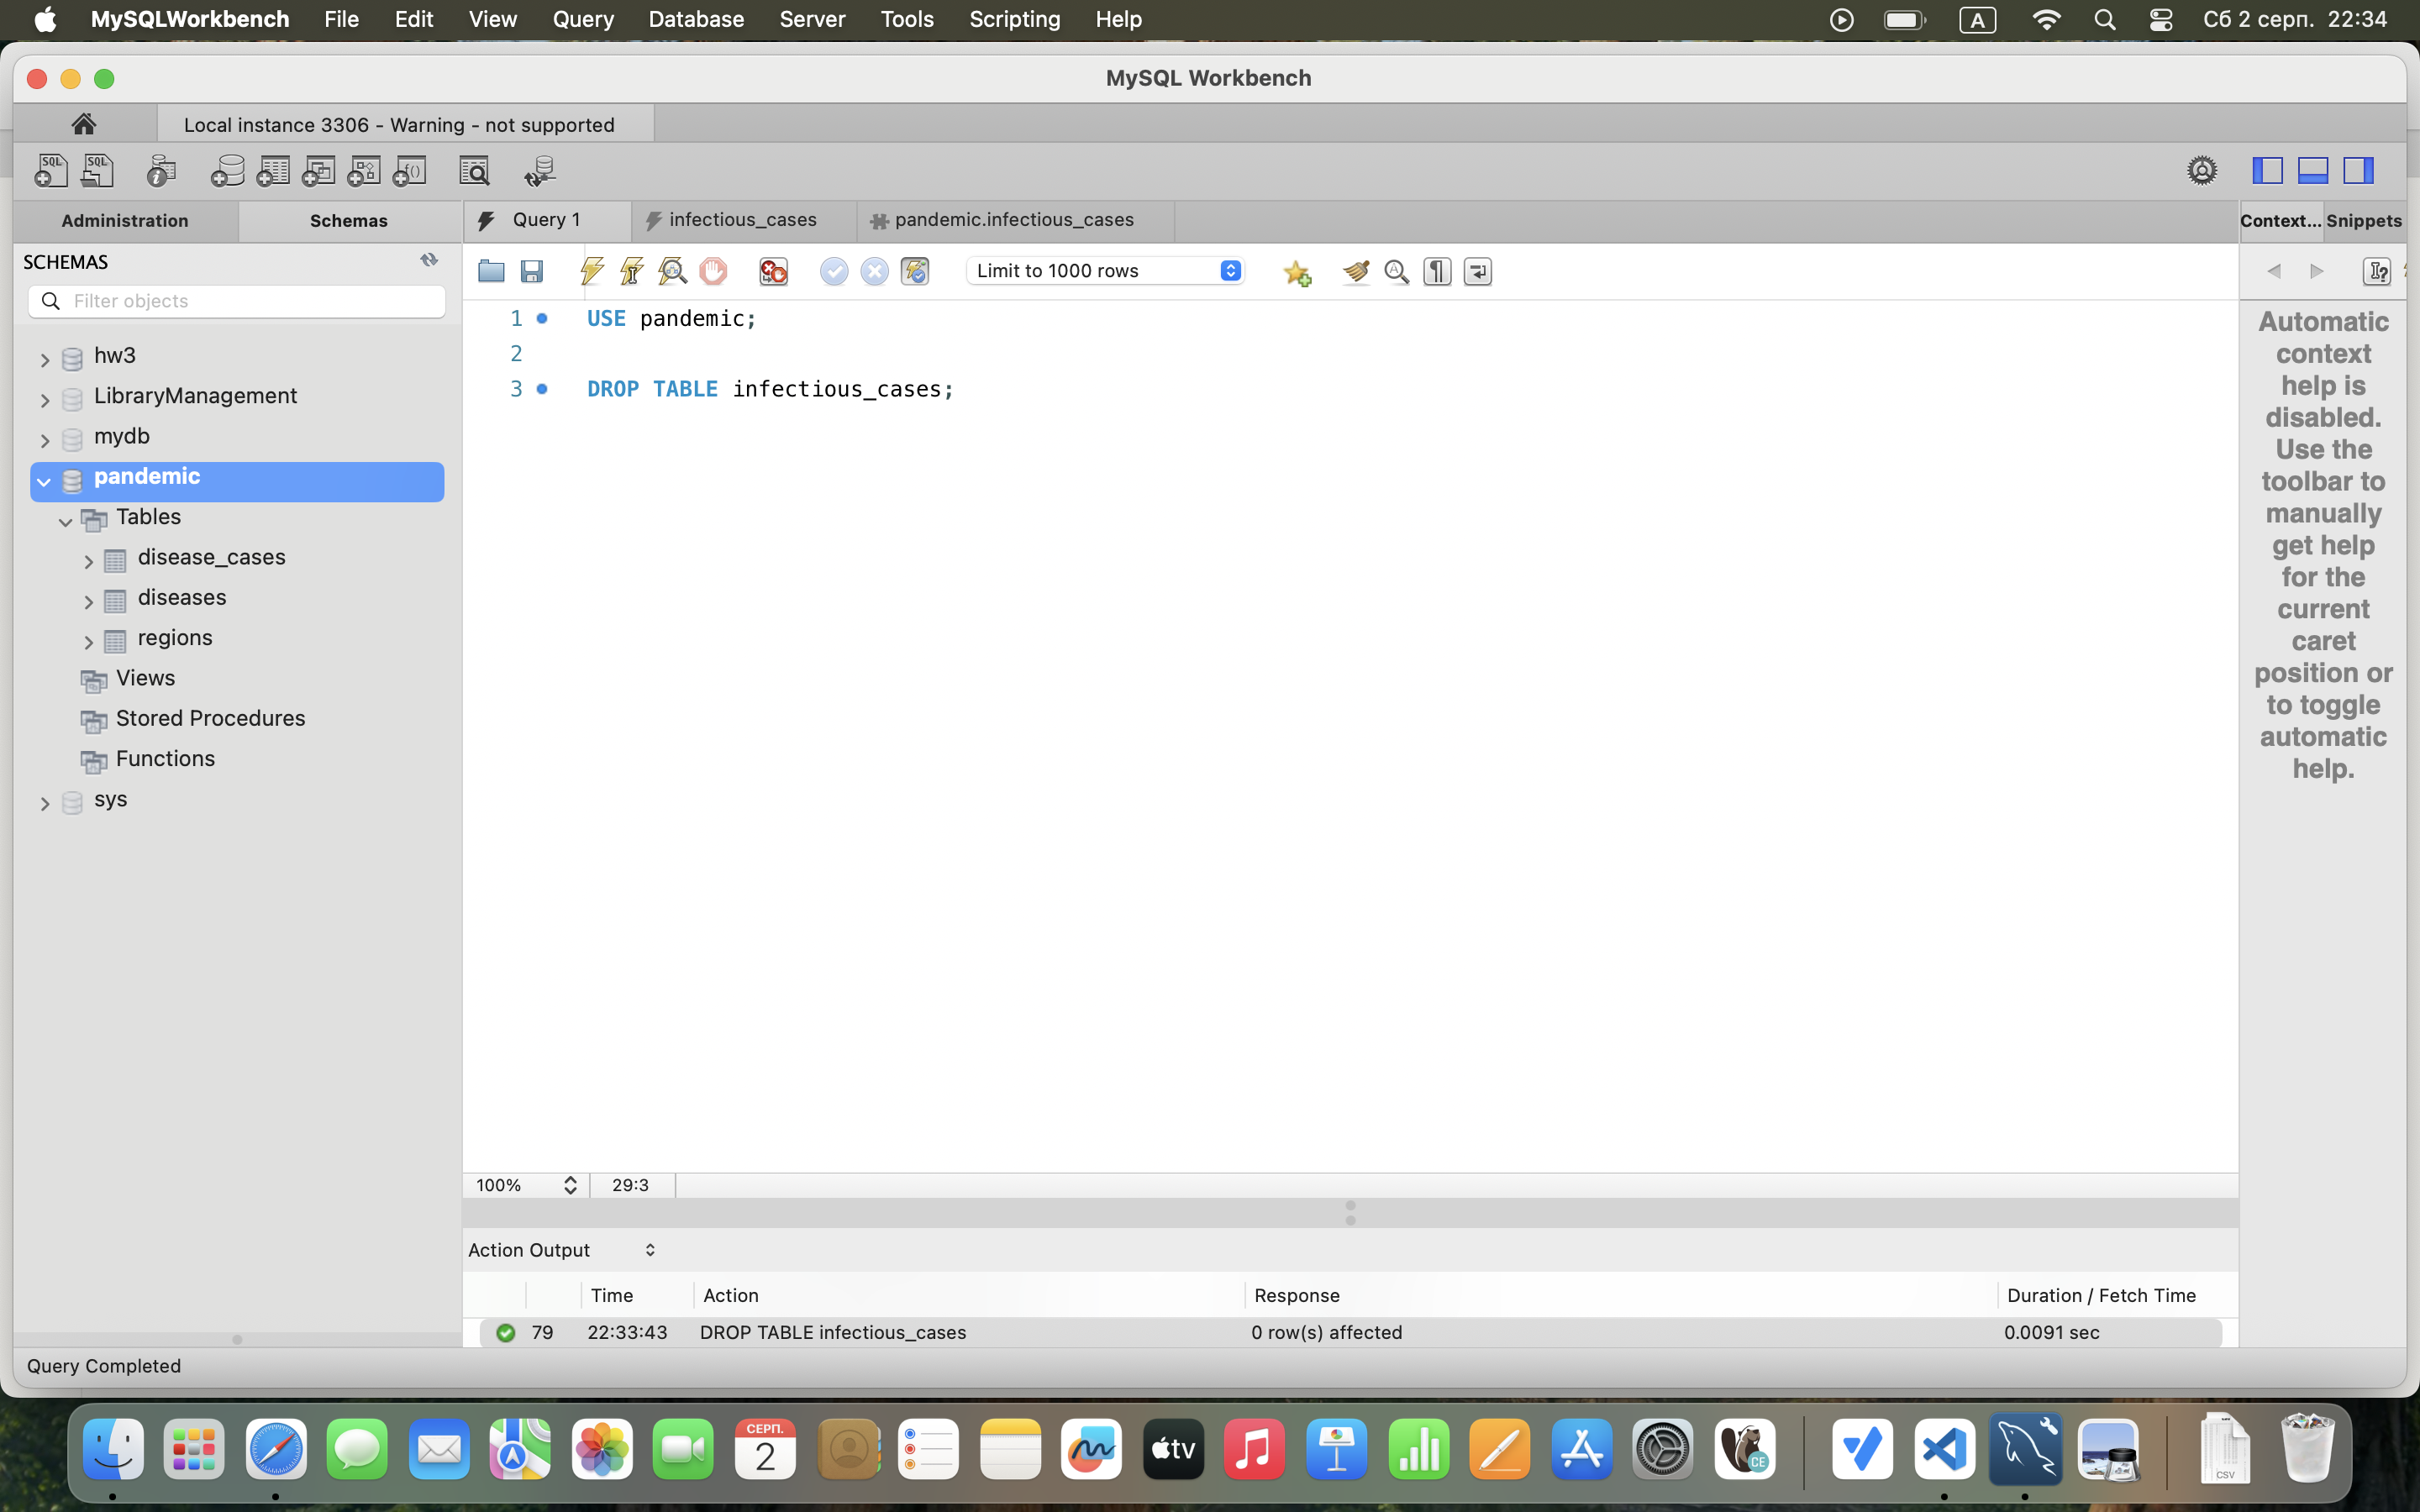 MySQLWorkbench File Edit View Query Database Server Tools Scripting Help A Сб 2 серп. 22:34
MySQL Workbench
Local instance 3306 - Warning - not supported
SQL SQL
Administration Schemas Query 1 infectious_cases pandemic.infectious_cases Context... Snippets
SCHEMAS
Filter objects
Limit to 1000 rows
1 USE pandemic;
2
3 DROP TABLE infectious_cases;
hw3
LibraryManagement
mydb
pandemic
Tables
disease_cases
diseases
regions
Views
Stored Procedures
Functions
sys
Automatic
context
help is
disabled.
Use the
toolbar to
manually
get help
for the
current
caret
position or
to toggle
automatic
help.
100% 29:3
Action Output
Time Action Response Duration / Fetch Time
79 22:33:43 DROP TABLE infectious_cases 0 row(s) affected 0.0091 sec
Query Completed
СЕРП.
2
tv
CE
CSV